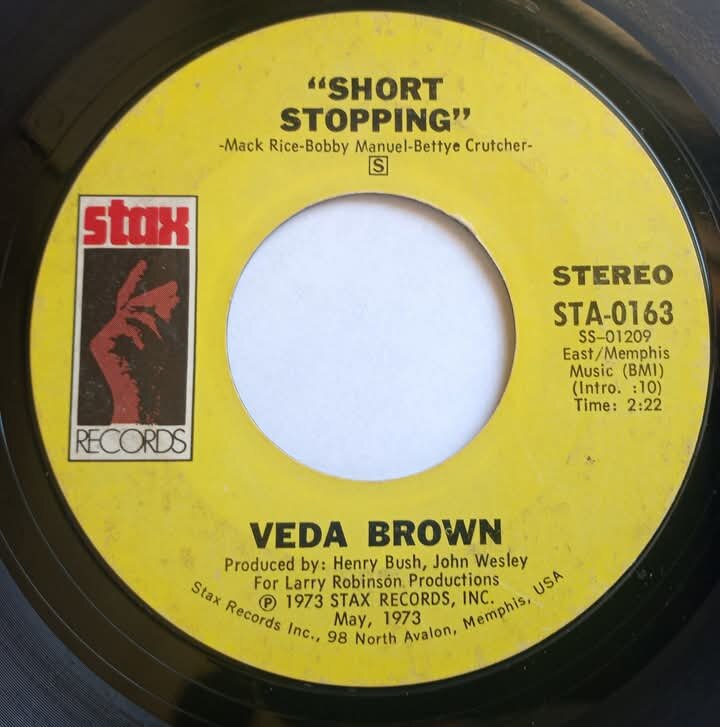 "SHORT
STOPPING"
-Mack Rice-Bobby Manuel-Bettye Crutcher-
S
stax
RECORDS
STEREO
STA-0163
SS-01209
East/Memphis
Music (BMI)
(Intro. :10)
Time: 2:22
VEDA BROWN
Produced by: Henry Bush, John Wesley
For Larry Robinson Productions
℗ 1973 STAX RECORDS, INC.
May, 1973
Stax Records Inc., 98 North Avalon, Memphis, USA